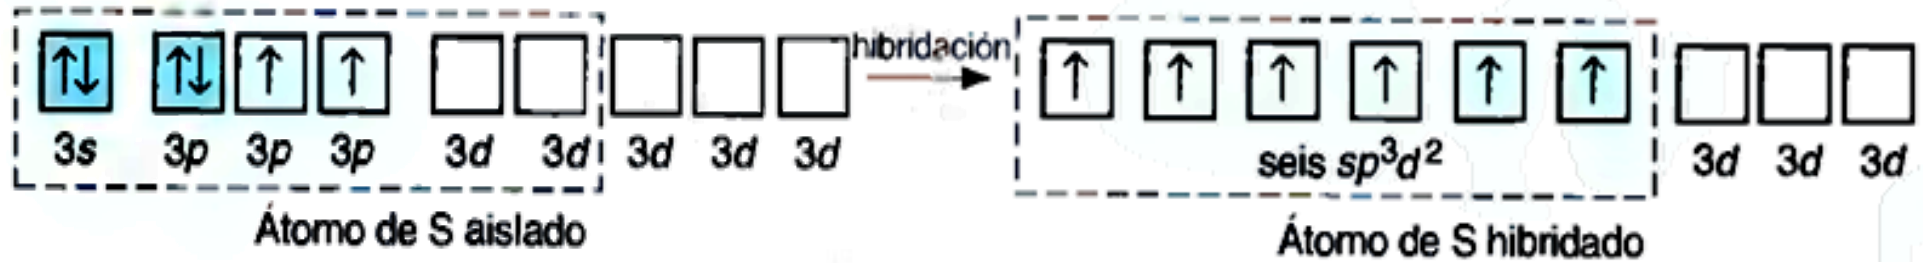 hibridación
↑↓ ↑↓ ↑ ↑ ↑ ↑ ↑ ↑ ↑ ↑
3s 3p 3p 3p 3d 3d 3d 3d 3d seis sp³d² 3d 3d 3d
Átomo de S aislado Átomo de S hibridado